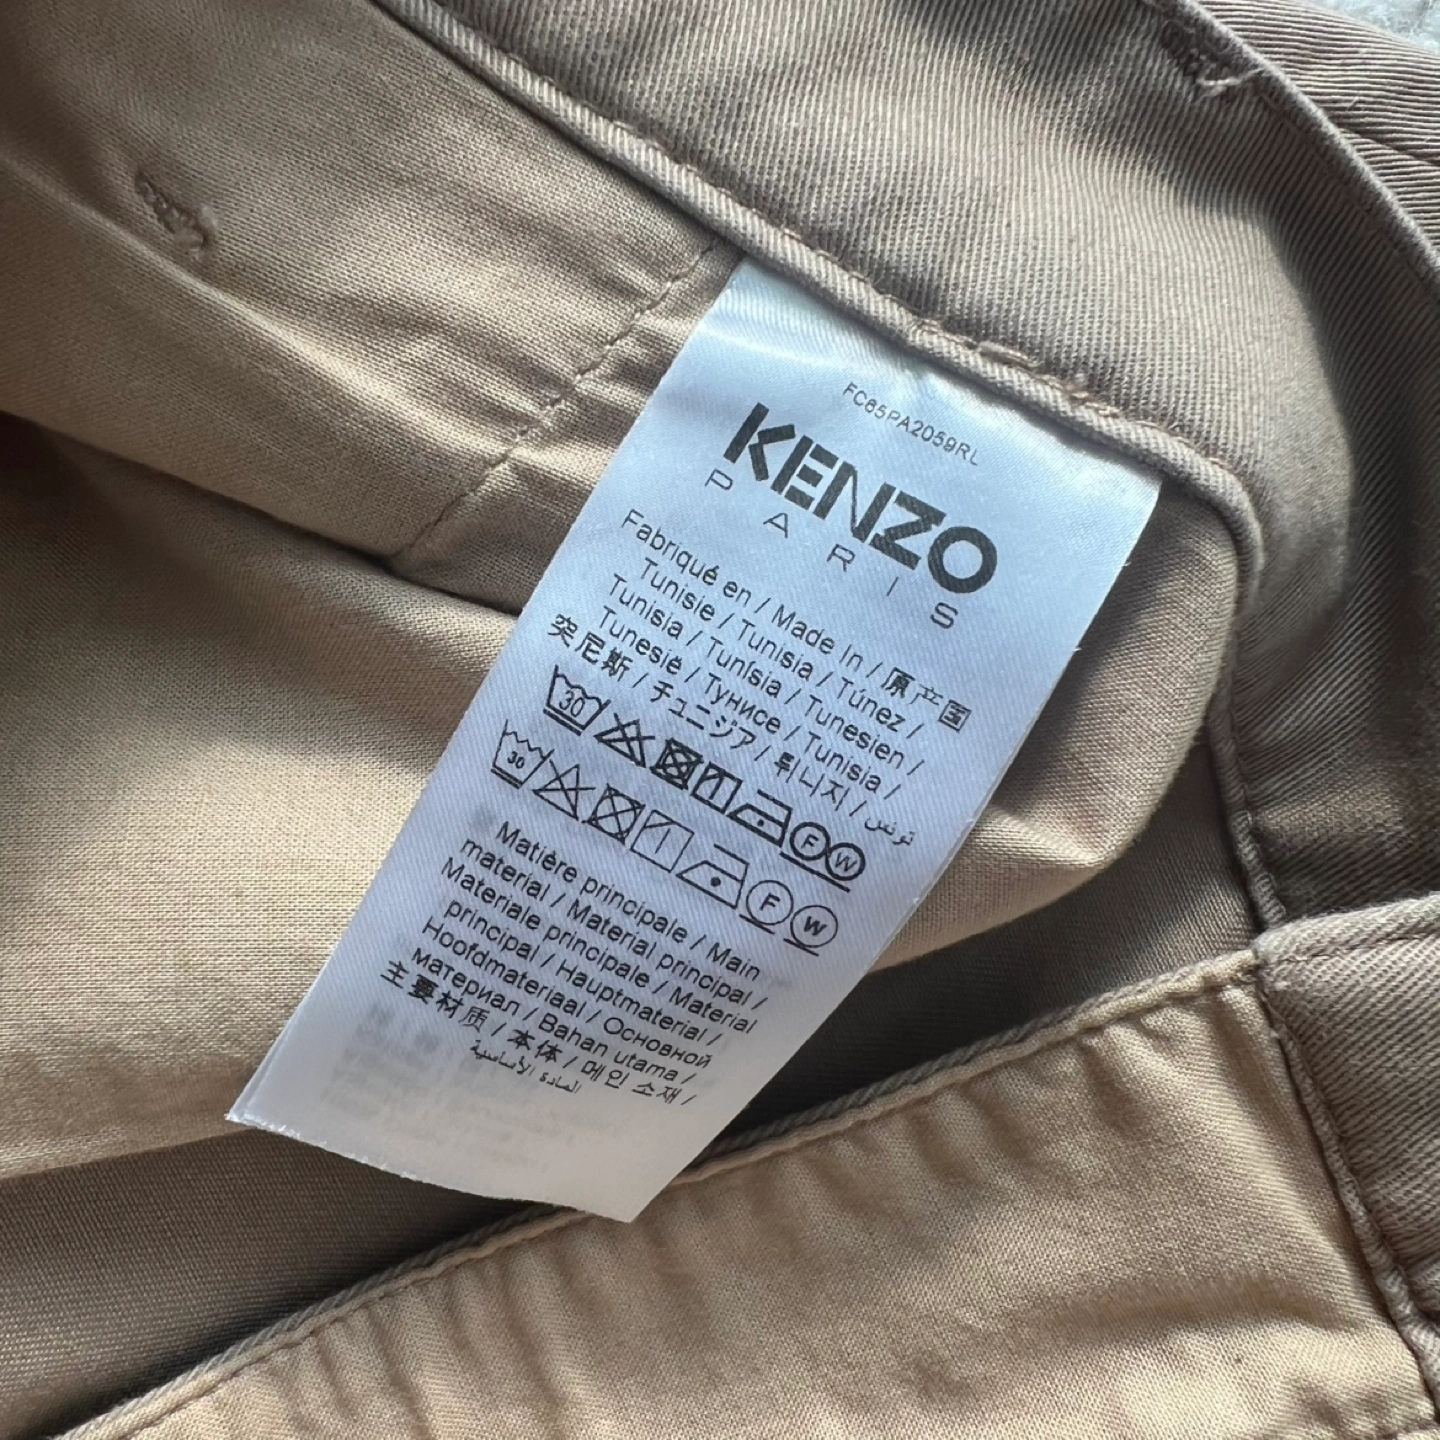 FC65PA2059RL
KENZO
PARIS
Fabriqué en / Made In / 原产国
Tunisie / Tunisia / Túnez /
Tunisia / Tunísia / Tunesien /
Tunesië / Тунисе / Tunisia /
突尼斯 / チュニジア / 튀니지 / تونس
30 F W
30 F W
Matière principale / Main
material / Material principal /
Materiale principale / Material
principal / Hauptmaterial /
Hoofdmateriaal / Основной
материал / Bahan utama /
主要材质 / 本体 / 메인 소재 /
المادة الأساسية